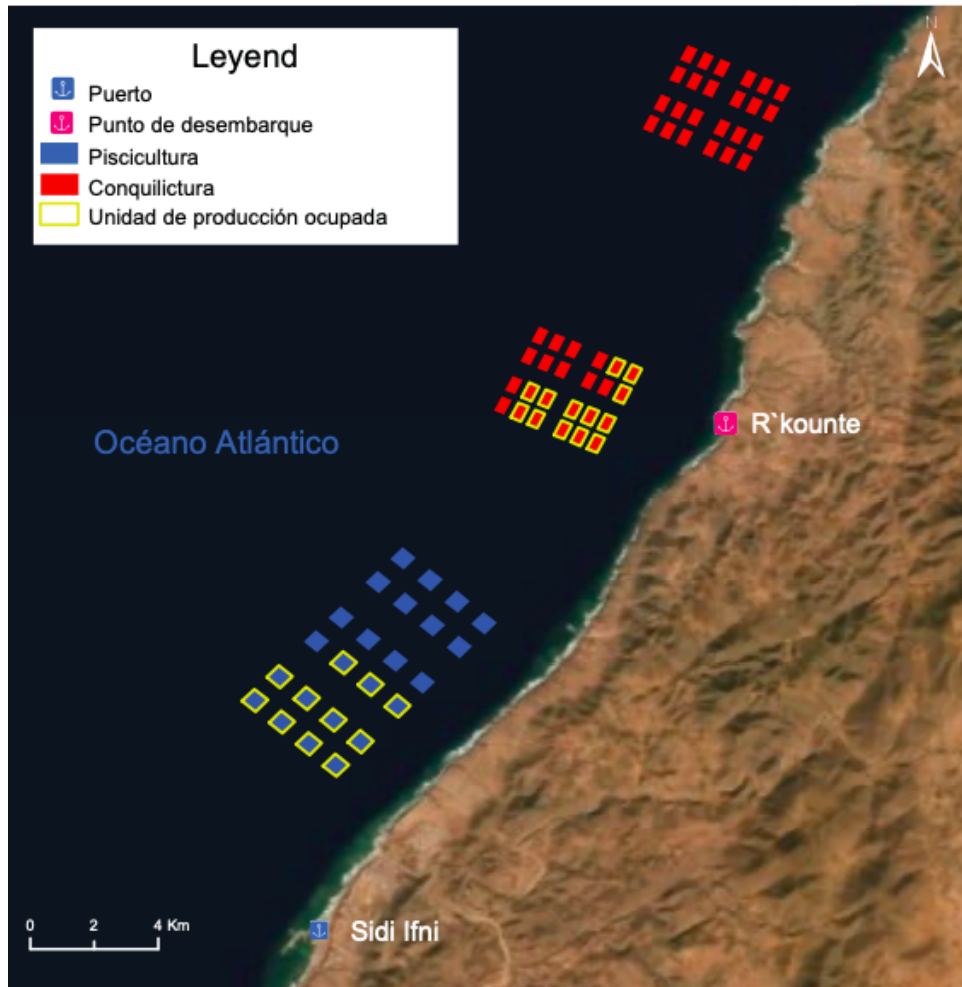 N
Leyend
Puerto
Punto de desembarque
Piscicultura
Conquilictura
Unidad de producción ocupada
R`kounte
Océano Atlántico
0 2 4 Km
Sidi Ifni